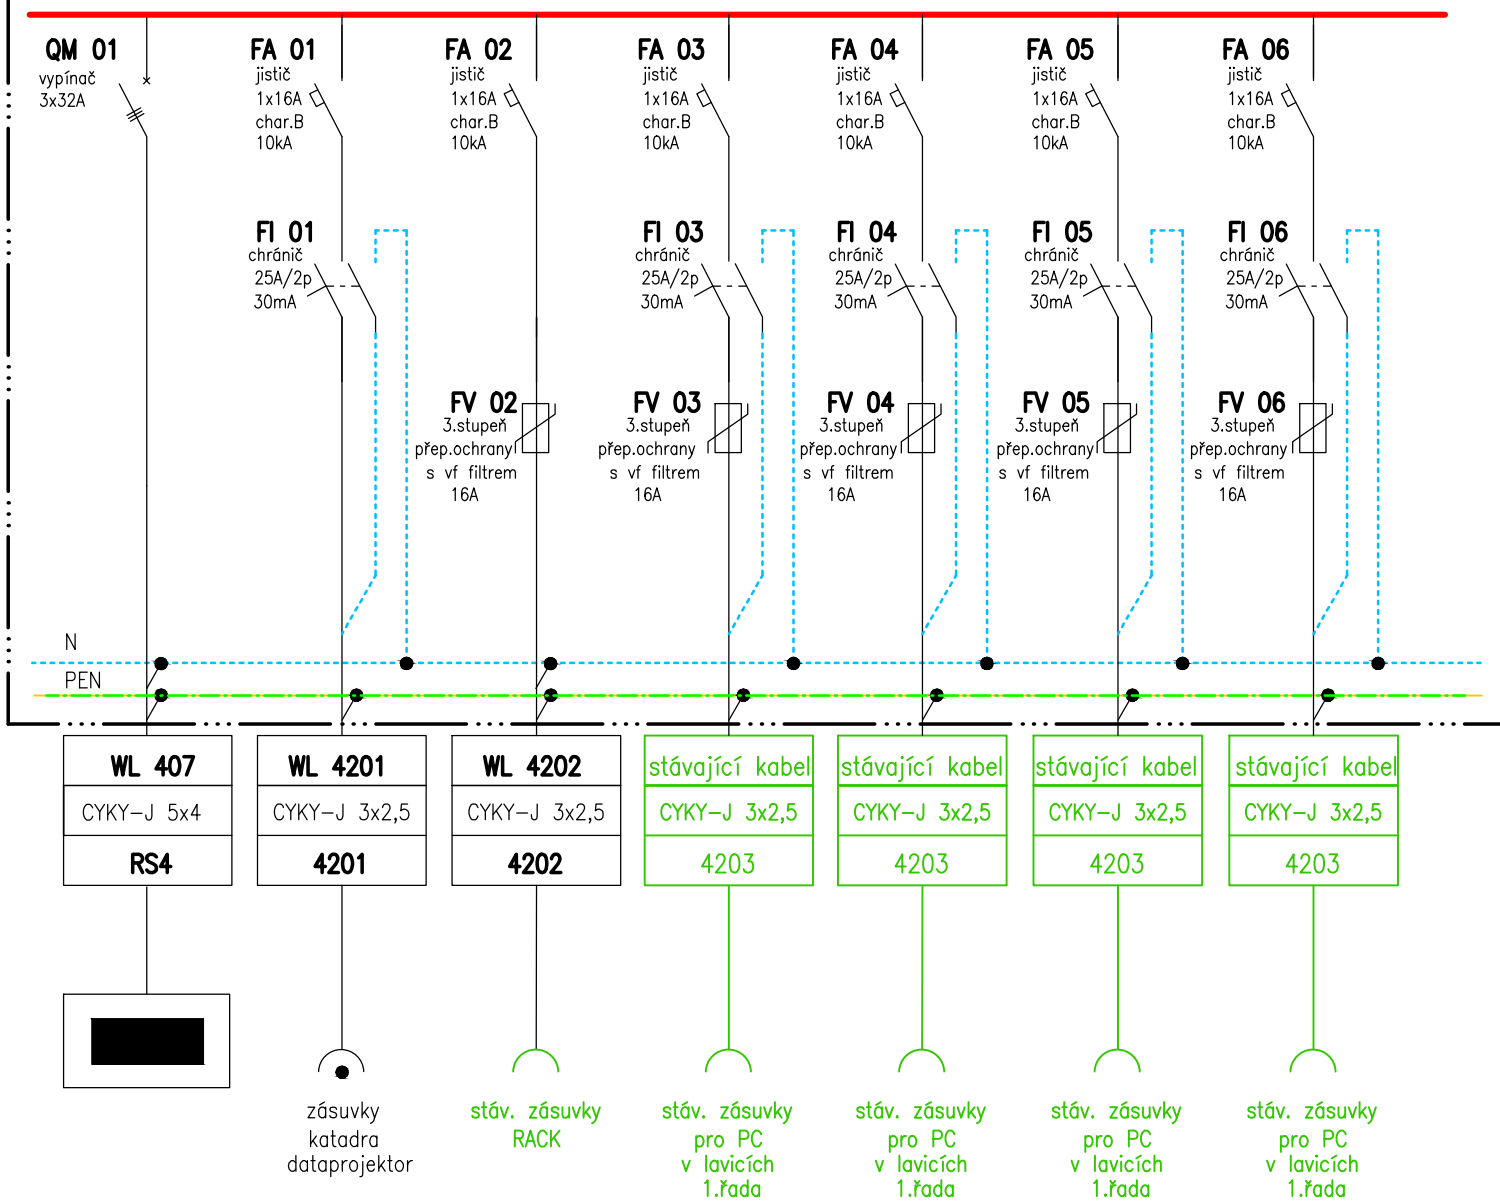 QM 01
vypínač
3x32A
FA 01
jistič
1x16A
char.B
10kA
FA 02
jistič
1x16A
char.B
10kA
FA 03
jistič
1x16A
char.B
10kA
FA 04
jistič
1x16A
char.B
10kA
FA 05
jistič
1x16A
char.B
10kA
FA 06
jistič
1x16A
char.B
10kA
FI 01
chránič
25A/2p
30mA
FI 03
chránič
25A/2p
30mA
FI 04
chránič
25A/2p
30mA
FI 05
chránič
25A/2p
30mA
FI 06
chránič
25A/2p
30mA
FV 02
3.stupeň
přep.ochrany
s vf filtrem
16A
FV 03
3.stupeň
přep.ochrany
s vf filtrem
16A
FV 04
3.stupeň
přep.ochrany
s vf filtrem
16A
FV 05
3.stupeň
přep.ochrany
s vf filtrem
16A
FV 06
3.stupeň
přep.ochrany
s vf filtrem
16A
N
PEN
WL 407
CYKY-J 5x4
RS4
WL 4201
CYKY-J 3x2,5
4201
WL 4202
CYKY-J 3x2,5
4202
stávající kabel
CYKY-J 3x2,5
4203
stávající kabel
CYKY-J 3x2,5
4203
stávající kabel
CYKY-J 3x2,5
4203
stávající kabel
CYKY-J 3x2,5
4203
zásuvky
katadra
dataprojektor
stáv. zásuvky
RACK
stáv. zásuvky
pro PC
v lavicích
1.řada
stáv. zásuvky
pro PC
v lavicích
1.řada
stáv. zásuvky
pro PC
v lavicích
1.řada
stáv. zásuvky
pro PC
v lavicích
1.řada